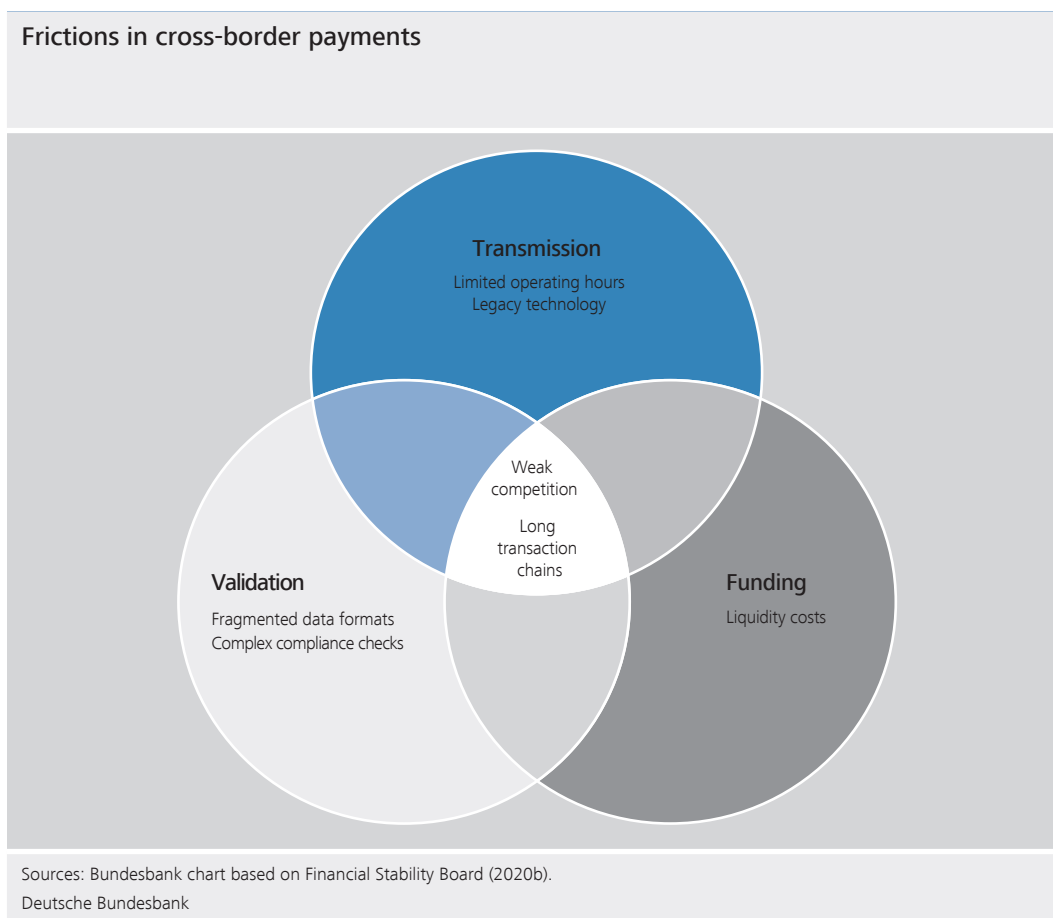 Frictions in cross-border payments
Transmission
Limited operating hours
Legacy technology
Weak
competition
Long
transaction
chains
Validation
Fragmented data formats
Complex compliance checks
Funding
Liquidity costs
Sources: Bundesbank chart based on Financial Stability Board (2020b).
Deutsche Bundesbank